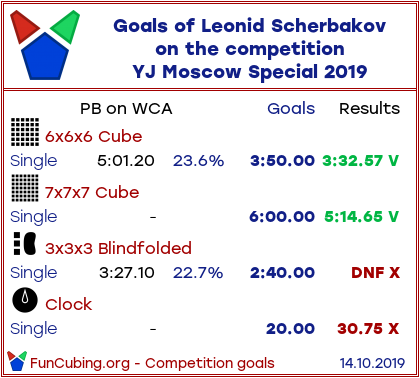 Goals of Leonid Scherbakov
on the competition
YJ Moscow Special 2019
PB on WCA Goals Results
6x6x6 Cube
Single 5:01.20 23.6% 3:50.00 3:32.57 V
7x7x7 Cube
Single - 6:00.00 5:14.65 V
3x3x3 Blindfolded
Single 3:27.10 22.7% 2:40.00 DNF X
Clock
Single - 20.00 30.75 X
FunCubing.org - Competition goals 14.10.2019